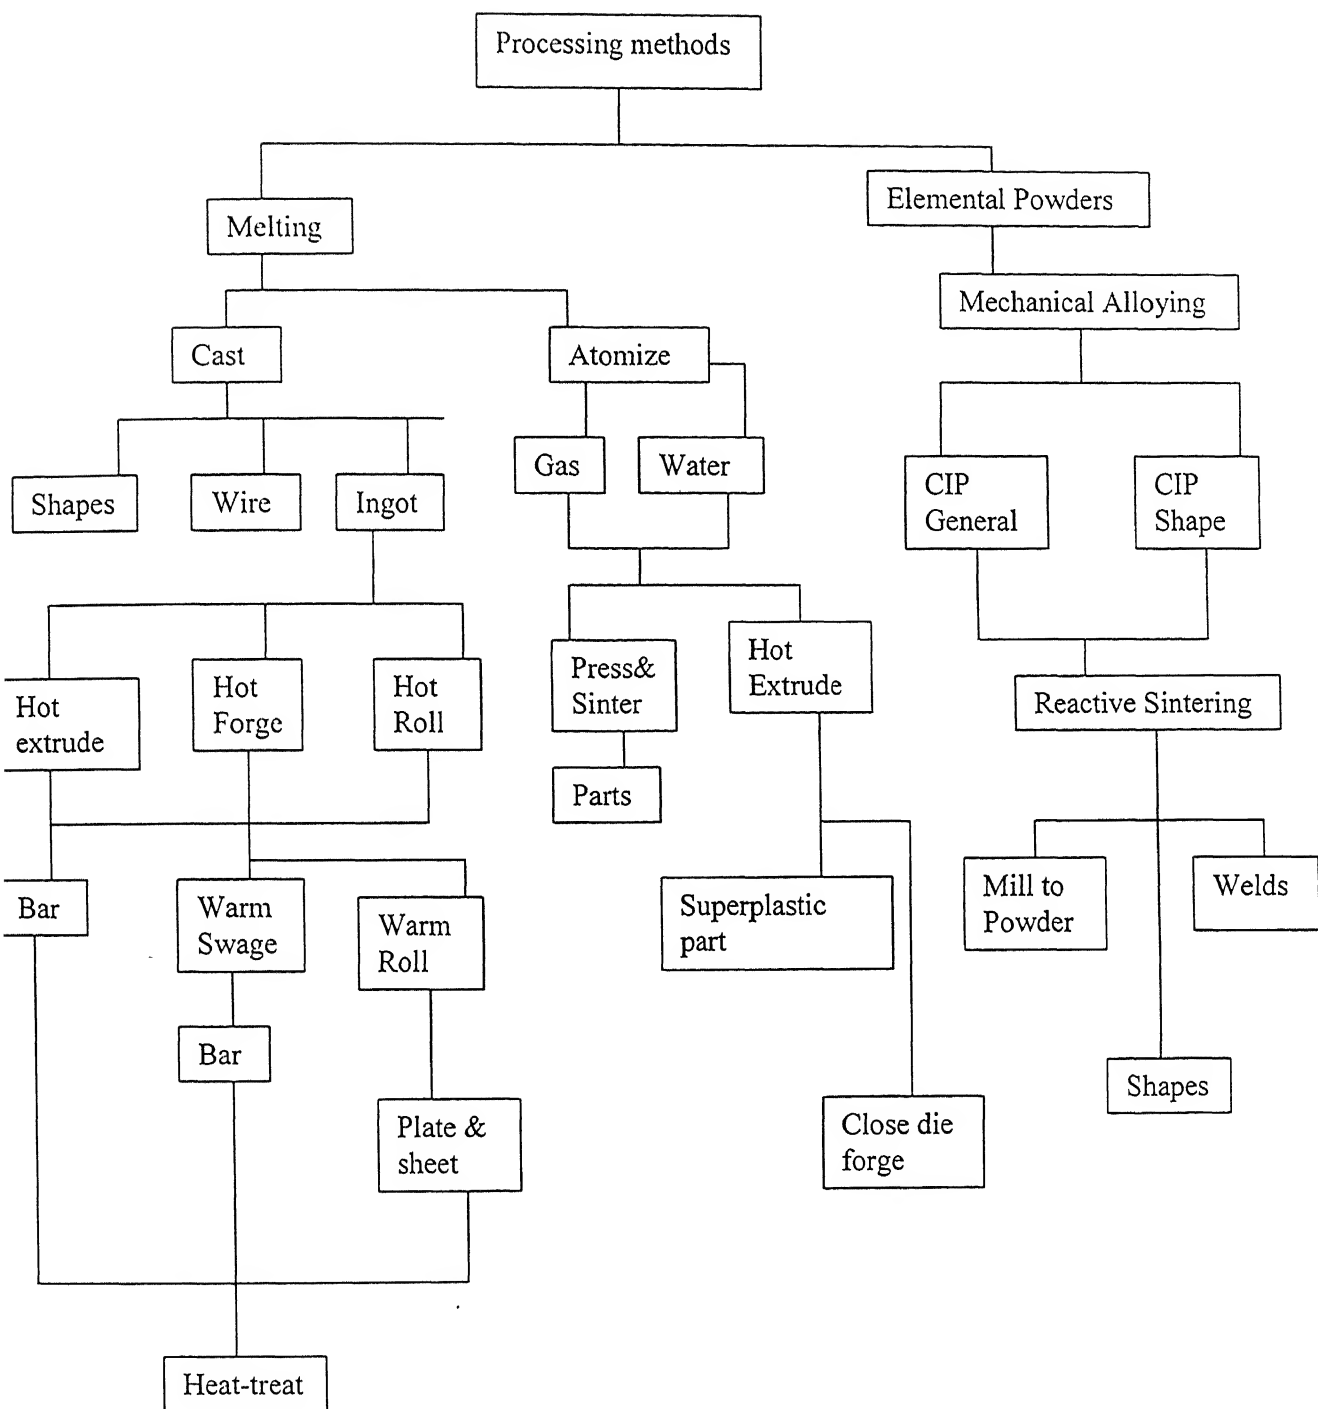 Processing methods
Elemental Powders
Melting
Mechanical Alloying
Cast
Atomize
Gas
Water
CIP
General
CIP
Shape
Shapes
Wire
Ingot
Hot
extrude
Hot
Forge
Hot
Roll
Press&
Sinter
Hot
Extrude
Reactive Sintering
Parts
Bar
Warm
Swage
Warm
Roll
Superplastic
part
Mill to
Powder
Welds
Bar
Shapes
Plate &
sheet
Close die
forge
Heat-treat